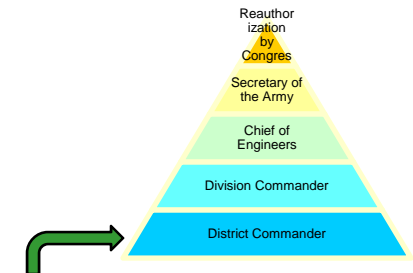 Reauthor
ization
by
Congres
Secretary of
the Army
Chief of
Engineers
Division Commander
District Commander